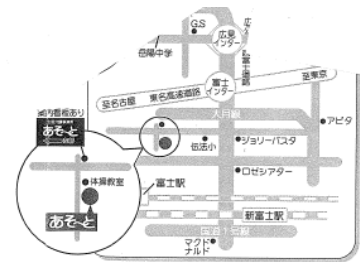 G.S
広見
インター
岳陽中学
富士
インター
至東京
至名古屋 東名高速道路
大月線
案内看板あり
あそ〜と
アピタ
伝法小
ジョリーパスタ
体操教室
ロゼシアター
富士駅
あそ〜と
新富士駅
国道1号線
マクド
ナルド